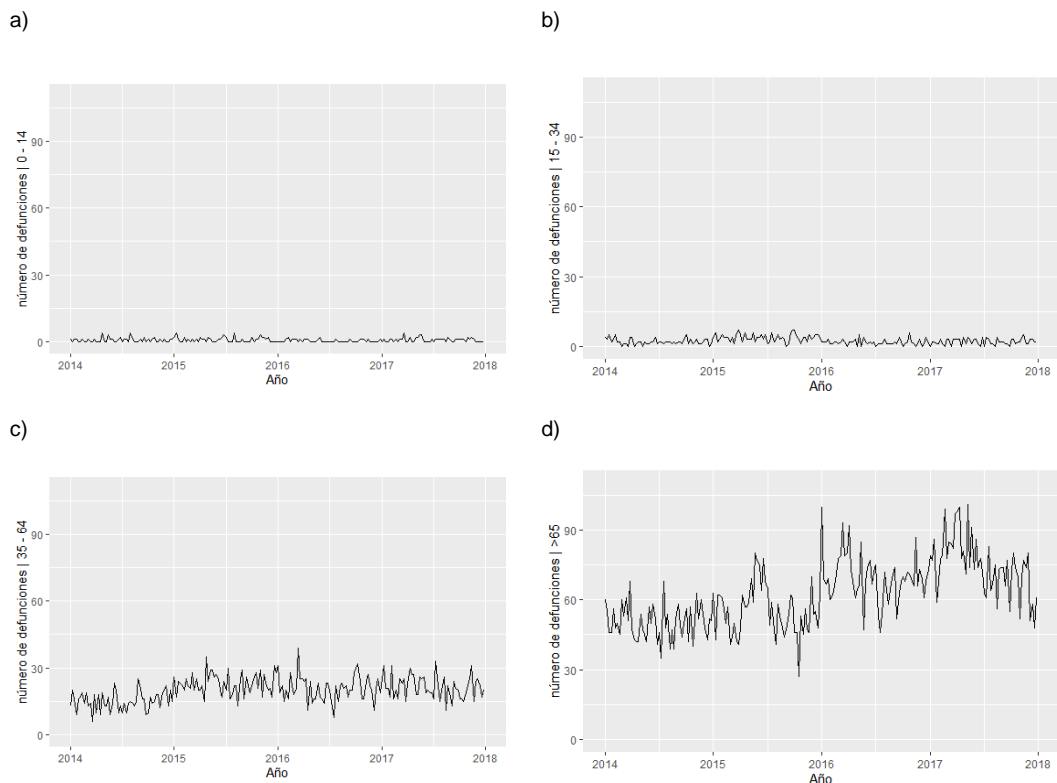 a)
número de defunciones | 0 - 14
90
60
30
0
2014 2015 2016 2017 2018
Año
b)
número de defunciones | 15 - 34
90
60
30
0
2014 2015 2016 2017 2018
Año
c)
número de defunciones | 35 - 64
90
60
30
0
2014 2015 2016 2017 2018
Año
d)
número de defunciones | >65
90
60
30
0
2014 2015 2016 2017 2018
Año